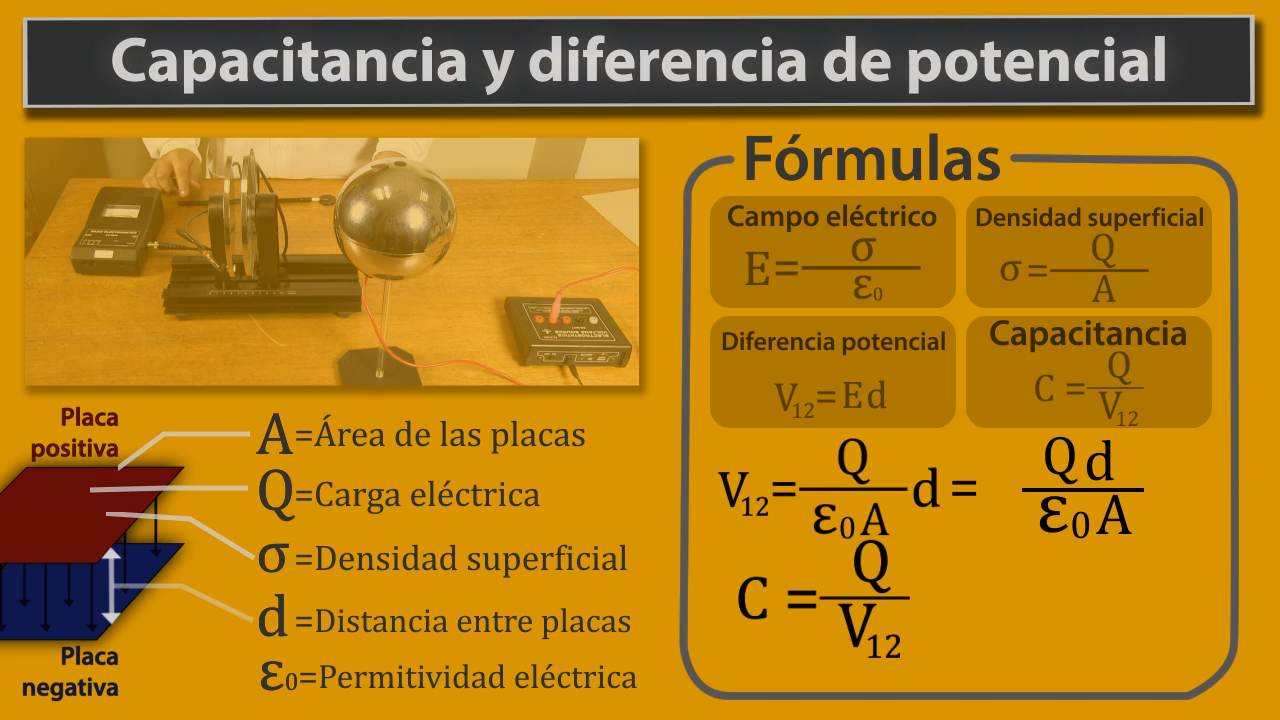 Capacitancia y diferencia de potencial
Fórmulas
Campo eléctrico
E=σ/ε₀
Densidad superficial
σ=Q/A
Diferencia potencial
V₁₂=Ed
Capacitancia
C=Q/V₁₂
V₁₂=Q/ε₀A d= Qd/ε₀A
C=Q/V₁₂
Placa
positiva
A=Área de las placas
Q=Carga eléctrica
σ=Densidad superficial
d=Distancia entre placas
ε₀=Permitividad eléctrica
Placa
negativa